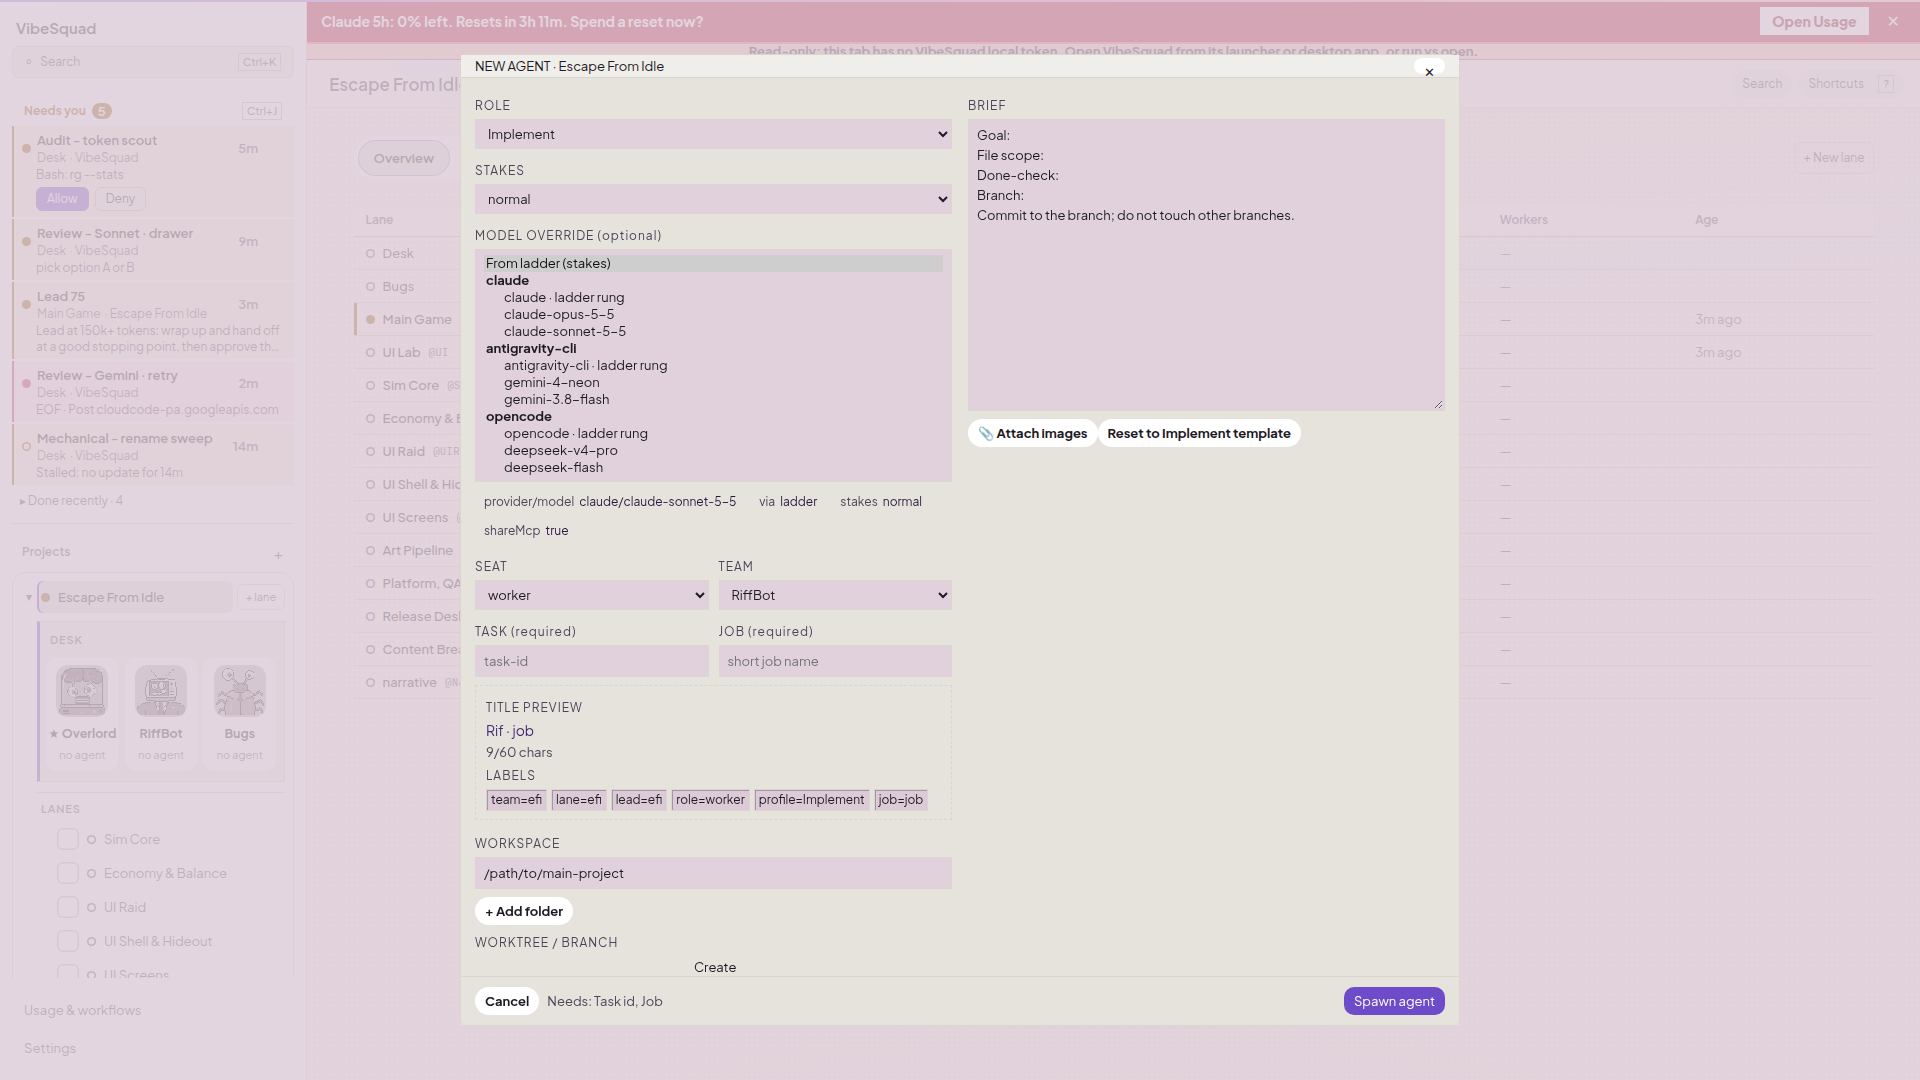 VibeSquad
Search Ctrl+K
Needs you 5 Ctrl+J
Audit – token scout 5m
Desk · VibeSquad
Bash: rg --stats
Allow Deny
Review – Sonnet · drawer 9m
Desk · VibeSquad
pick option A or B
Lead 75 3m
Main Game · Escape From Idle
Lead at 150k+ tokens: wrap up and hand off
at a good stopping point, then approve th...
Review – Gemini · retry 2m
Desk · VibeSquad
EOF · Post cloudcode-pa.googleapis.com
Mechanical – rename sweep 14m
Desk · VibeSquad
Stalled: no update for 14m
▸ Done recently · 4
Projects +
▾ Escape From Idle + lane
DESK
★ Overlord RiffBot Bugs
no agent no agent no agent
LANES
Sim Core
Economy & Balance
UI Raid
UI Shell & Hideout
UI Screens
Usage & workflows
Settings
Claude 5h: 0% left. Resets in 3h 11m. Spend a reset now? Open Usage ×
Read-only: this tab has no VibeSquad local token. Open VibeSquad from its launcher or desktop app, or run vs open.
Escape From Idl Search Shortcuts ?
Overview + New lane
Lane Workers Age
Desk —
Bugs —
Main Game — 3m ago
UI Lab @UI — 3m ago
Sim Core —
Economy & B —
UI Raid @UIR —
UI Shell & Hid —
UI Screens —
Art Pipeline —
Platform, QA —
Release Des —
Content Brea —
narrative —
NEW AGENT · Escape From Idle ×
ROLE
Implement
STAKES
normal
MODEL OVERRIDE (optional)
From ladder (stakes)
claude
claude · ladder rung
claude-opus-5-5
claude-sonnet-5-5
antigravity-cli
antigravity-cli · ladder rung
gemini-4-neon
gemini-3.8-flash
opencode
opencode · ladder rung
deepseek-v4-pro
deepseek-flash
provider/model claude/claude-sonnet-5-5 via ladder stakes normal
shareMcp true
SEAT TEAM
worker RiffBot
TASK (required) JOB (required)
task-id short job name
TITLE PREVIEW
Rif · job
9/60 chars
LABELS
team=efi lane=efi lead=efi role=worker profile=Implement job=job
WORKSPACE
/path/to/main-project
+ Add folder
WORKTREE / BRANCH
Create
BRIEF
Goal:
File scope:
Done-check:
Branch:
Commit to the branch; do not touch other branches.
📎 Attach images Reset to Implement template
Cancel Needs: Task id, Job Spawn agent